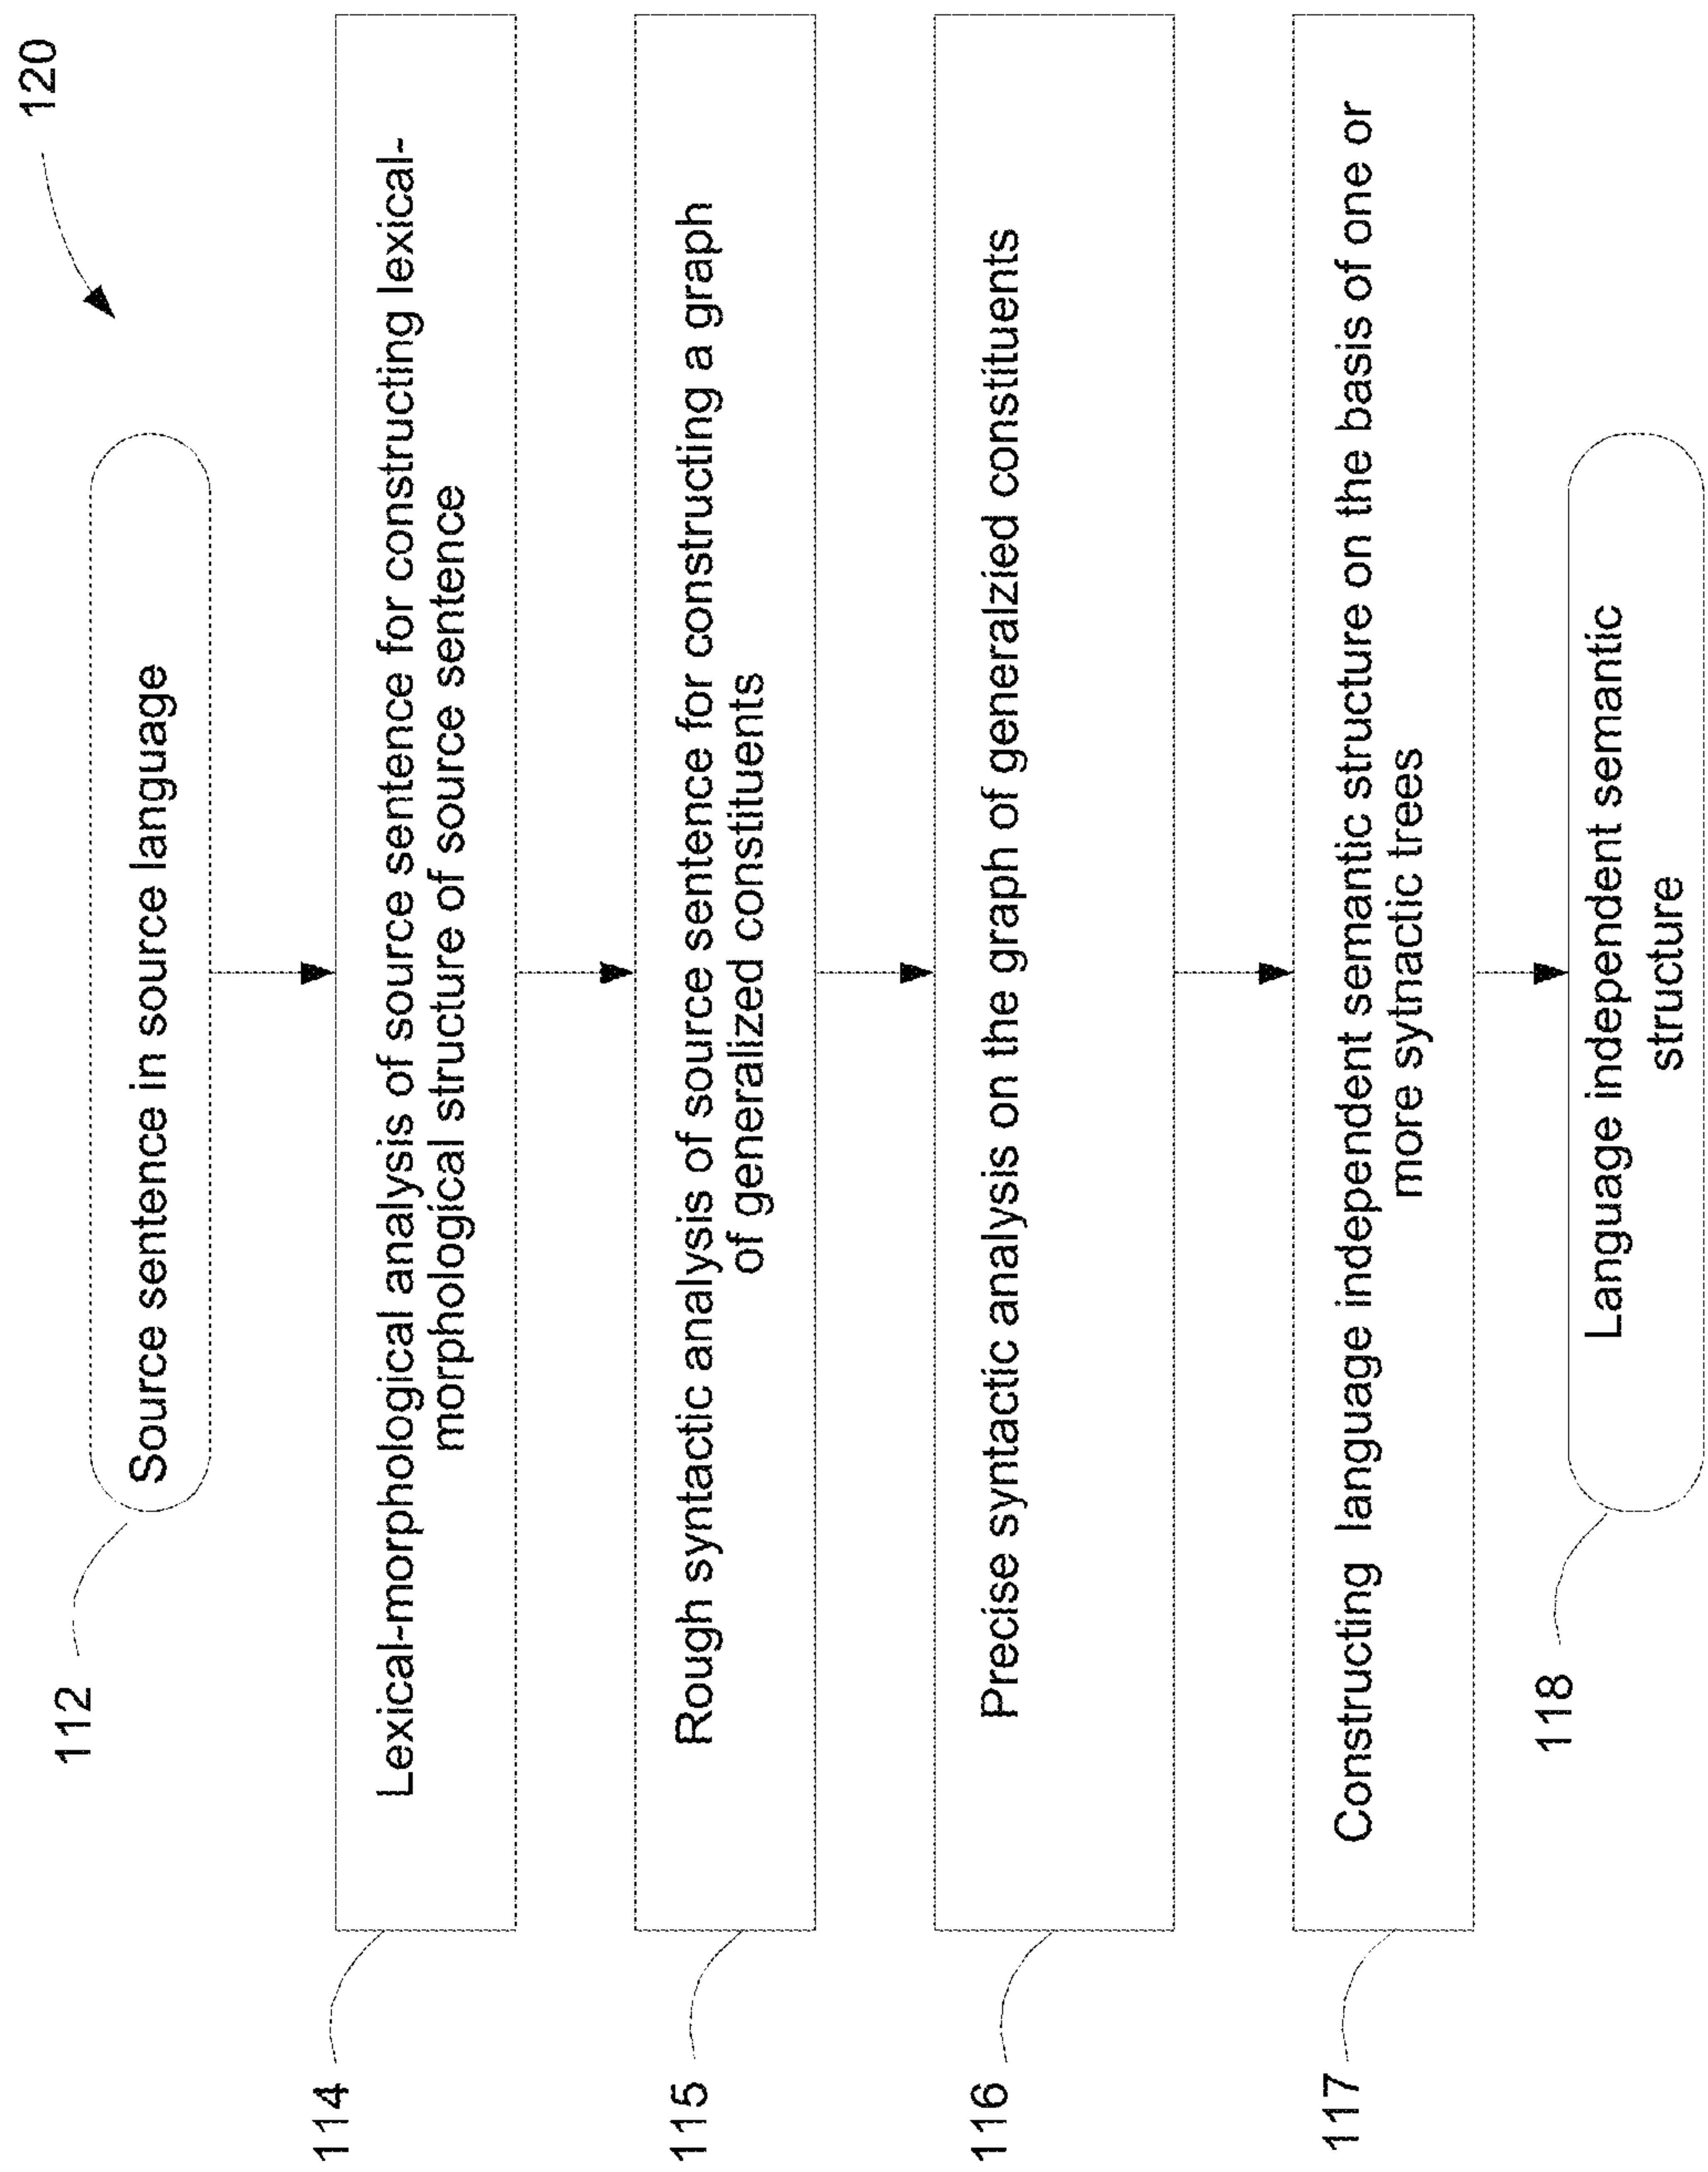 120
112
Source sentence in source language
114
Lexical-morphological analysis of source sentence for constructing lexical-
morphological structure of source sentence
115
Rough syntactic analysis of source sentence for constructing a graph
of generalized constituents
116
Precise syntactic analysis on the graph of generalzied constituents
117
Constructing language independent semantic structure on the basis of one or
more sytnactic trees
118
Language independent semantic
structure